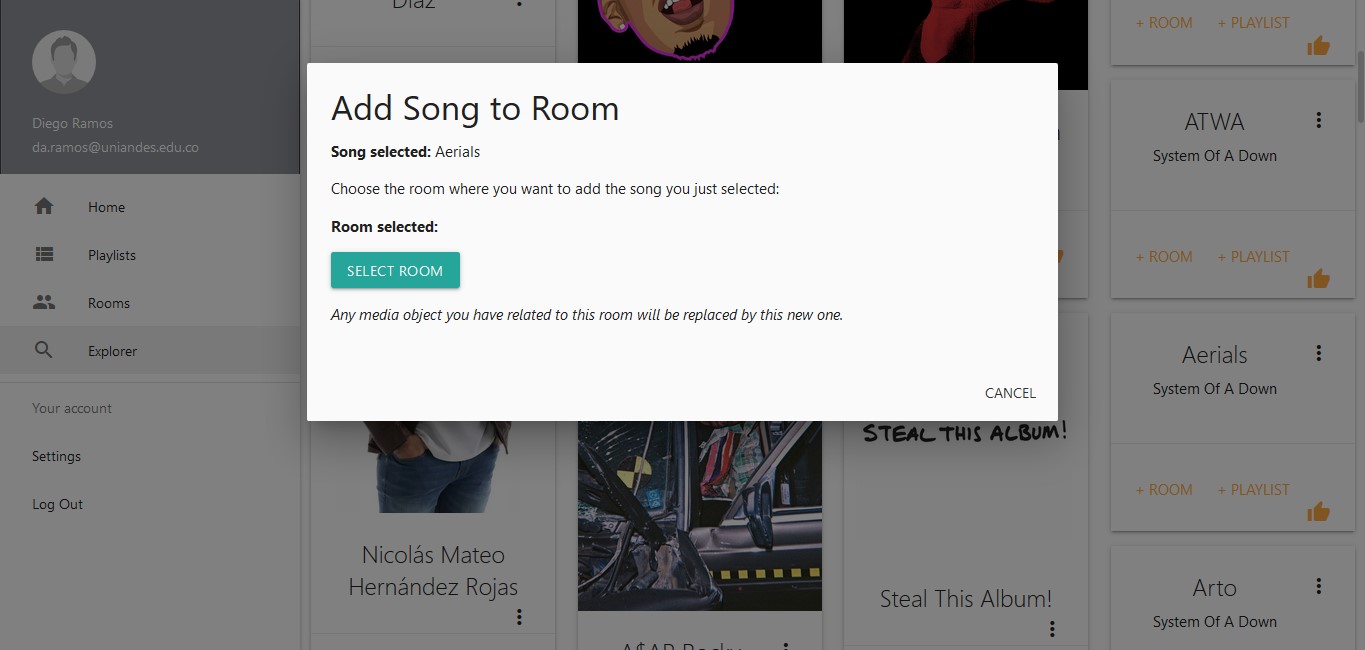 Diego Ramos
da.ramos@uniandes.edu.co
Home
Playlists
Rooms
Explorer
Your account
Settings
Log Out
Díaz
Add Song to Room
Song selected: Aerials
Choose the room where you want to add the song you just selected:
Room selected:
SELECT ROOM
Any media object you have related to this room will be replaced by this new one.
CANCEL
Nicolás Mateo
Hernández Rojas
A$AP Rocky
STEAL THIS ALBUM!
Steal This Album!
+ ROOM + PLAYLIST
ATWA
System Of A Down
+ ROOM + PLAYLIST
Aerials
System Of A Down
+ ROOM + PLAYLIST
Arto
System Of A Down